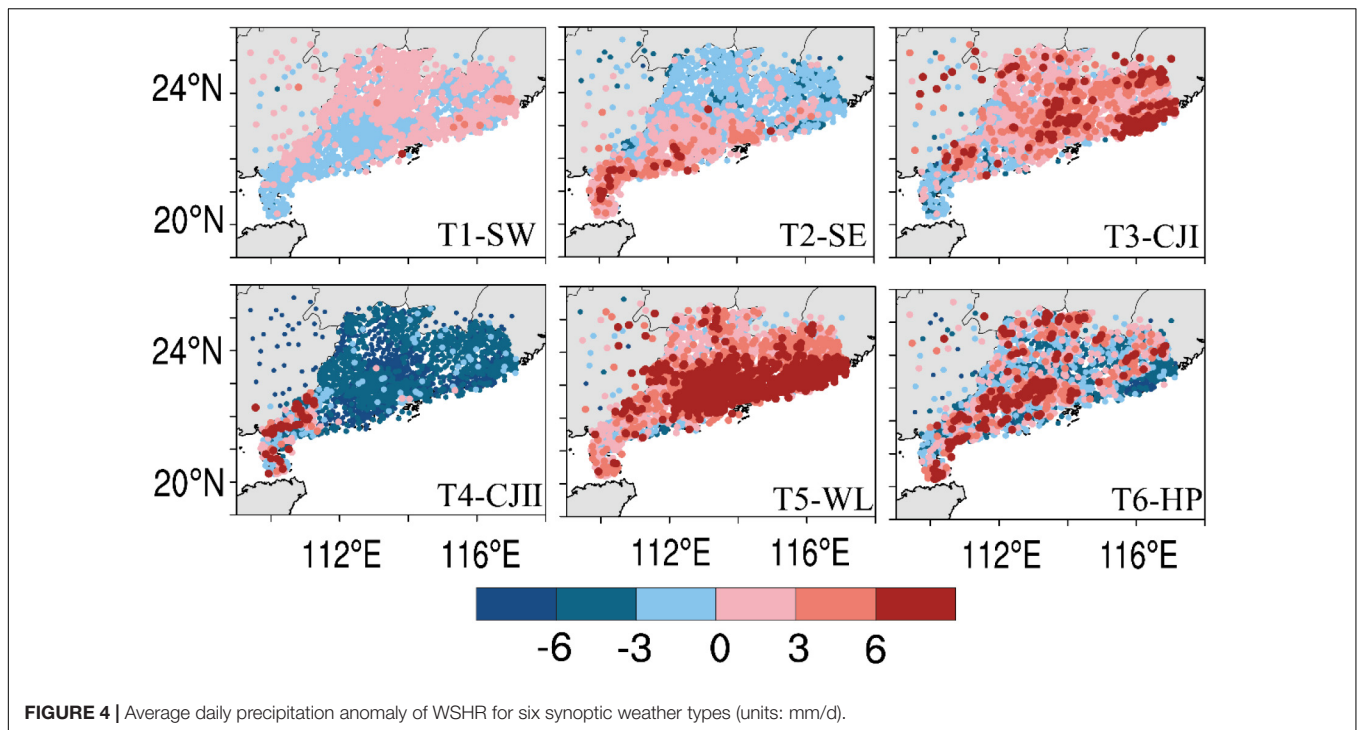 24°N
20°N
T1-SW
T2-SE
T3-CJI
24°N
20°N
T4-CJII
T5-WL
T6-HP
112°E 116°E 112°E 116°E 112°E 116°E
-6 -3 0 3 6
FIGURE 4 | Average daily precipitation anomaly of WSHR for six synoptic weather types (units: mm/d).